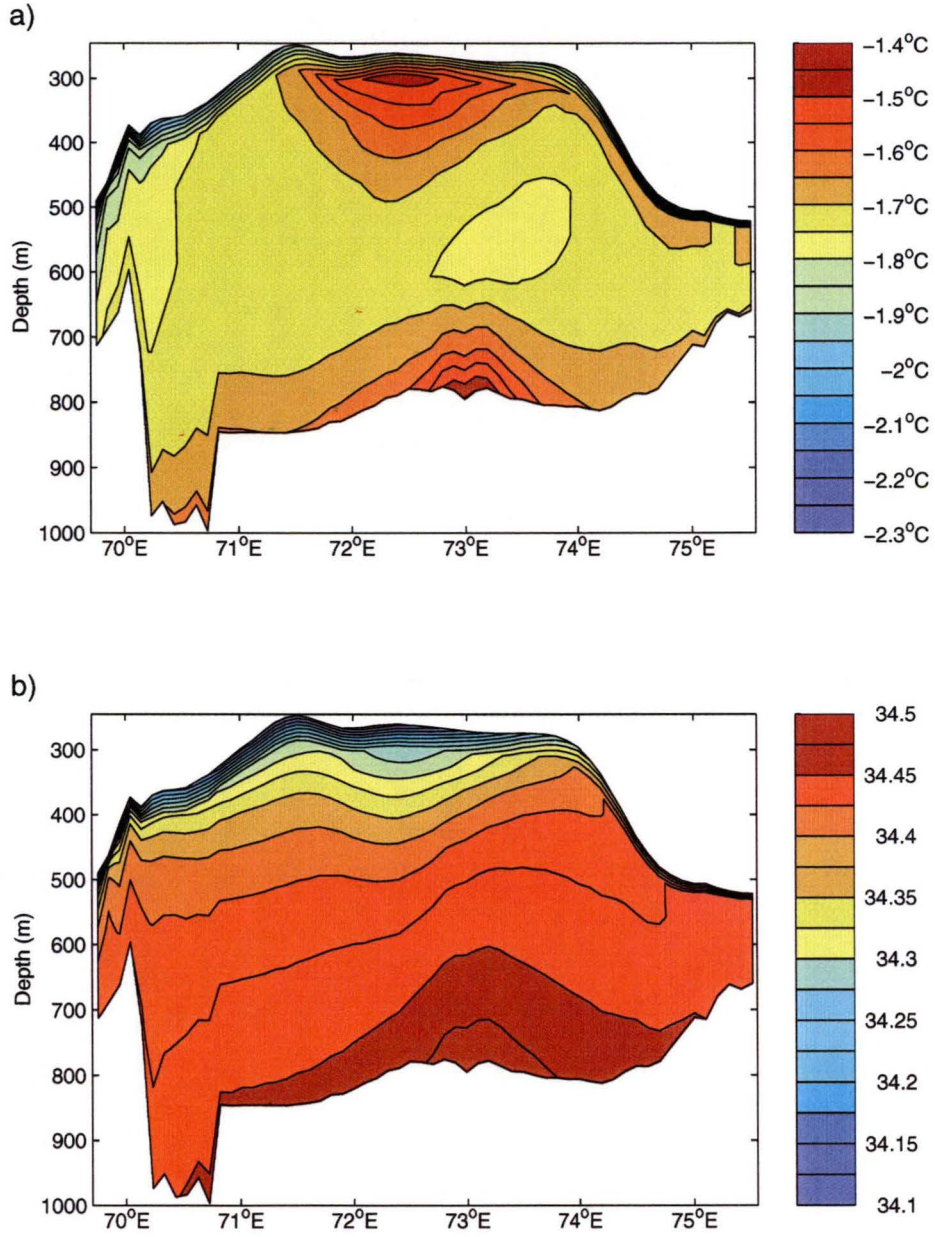 a)
Depth (m)
300
400
500
600
700
800
900
1000
70°E
71°E
72°E
73°E
74°E
75°E
−1.4°C
−1.5°C
−1.6°C
−1.7°C
−1.8°C
−1.9°C
−2°C
−2.1°C
−2.2°C
−2.3°C
b)
Depth (m)
300
400
500
600
700
800
900
1000
70°E
71°E
72°E
73°E
74°E
75°E
34.5
34.45
34.4
34.35
34.3
34.25
34.2
34.15
34.1